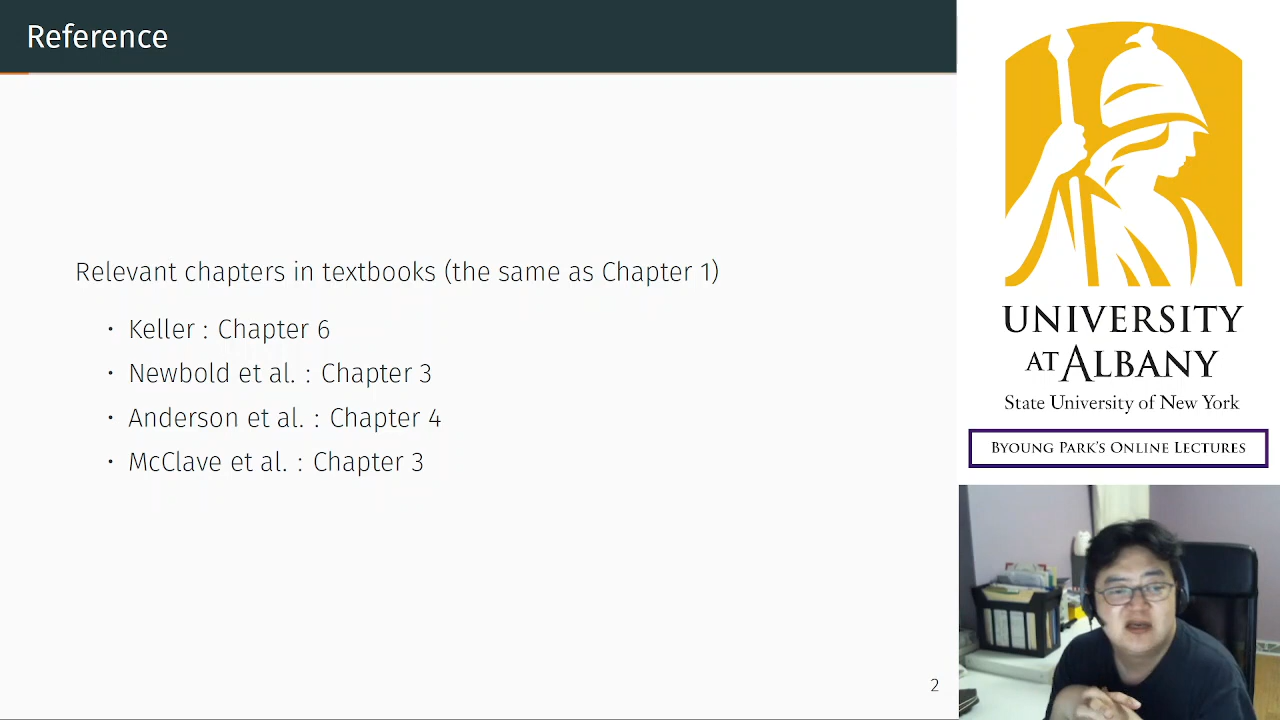 Reference
Relevant chapters in textbooks (the same as Chapter 1)
• Keller : Chapter 6
• Newbold et al. : Chapter 3
• Anderson et al. : Chapter 4
• McClave et al. : Chapter 3
2
UNIVERSITY
AT ALBANY
State University of New York
BYOUNG PARK'S ONLINE LECTURES